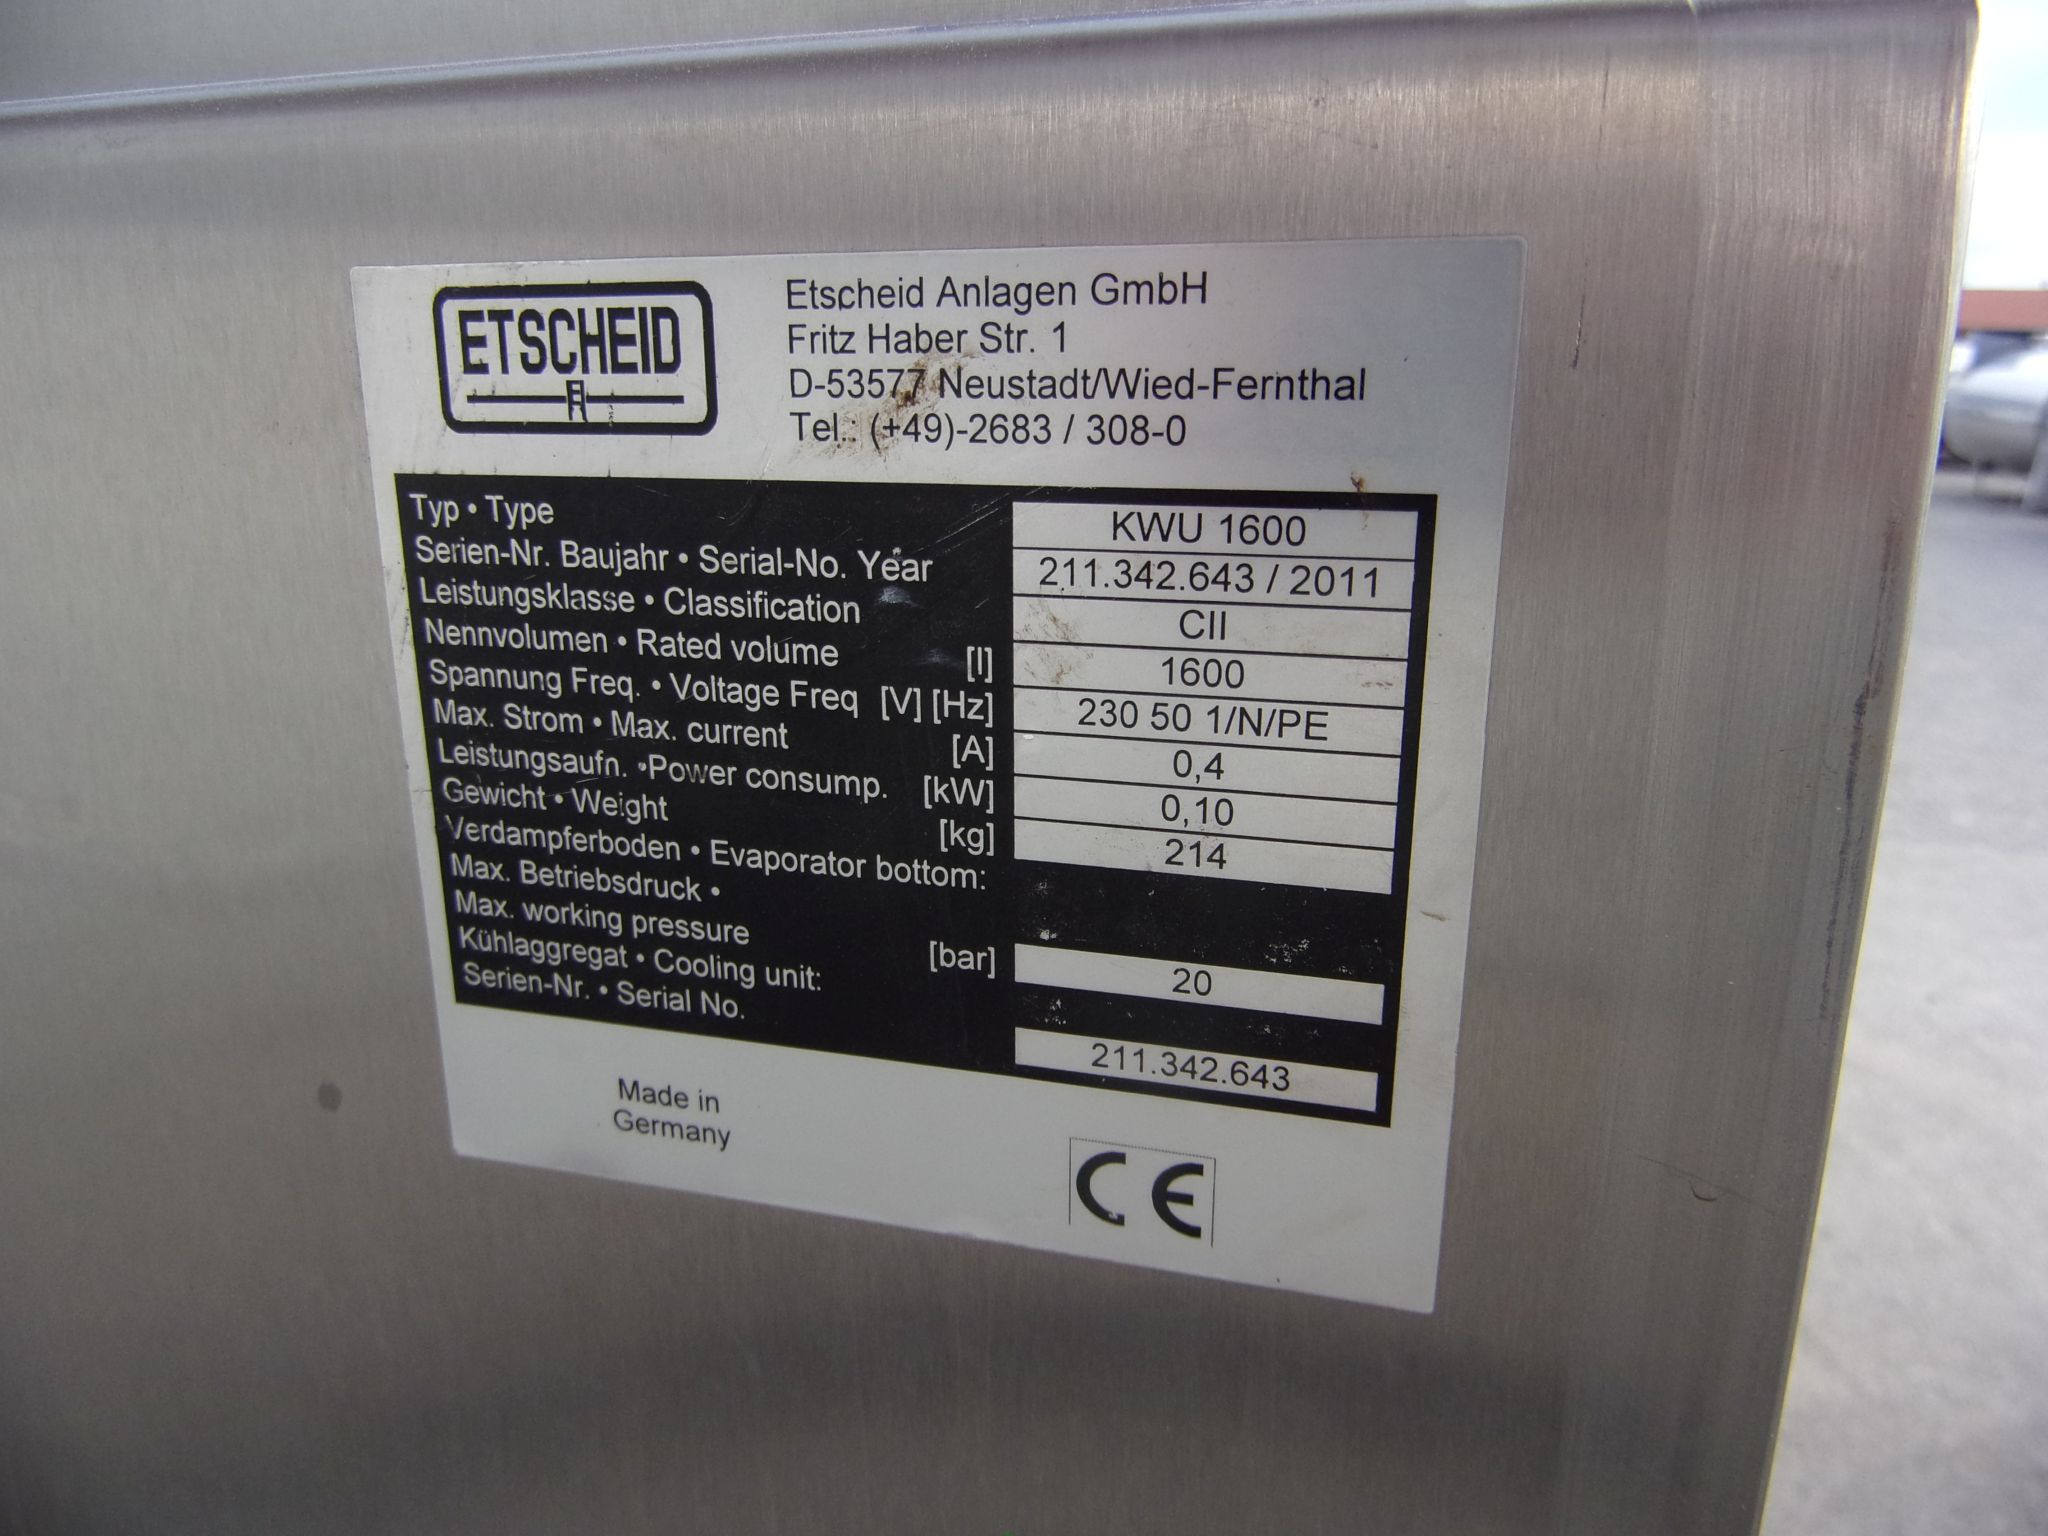 ETSCHEID
Etscheid Anlagen GmbH
Fritz Haber Str. 1
D-53577 Neustadt/Wied-Fernthal
Tel.: (+49)-2683 / 308-0
Typ • Type KWU 1600
Serien-Nr. Baujahr • Serial-No. Year 211.342.643 / 2011
Leistungsklasse • Classification CII
Nennvolumen • Rated volume [l] 1600
Spannung Freq. • Voltage Freq [V] [Hz] 230 50 1/N/PE
Max. Strom • Max. current [A] 0,4
Leistungsaufn. •Power consump. [kW] 0,10
Gewicht • Weight [kg] 214
Verdampferboden • Evaporator bottom:
Max. Betriebsdruck •
Max. working pressure [bar] 20
Kühlaggregat • Cooling unit:
Serien-Nr. • Serial No. 211.342.643
Made in
Germany
CE